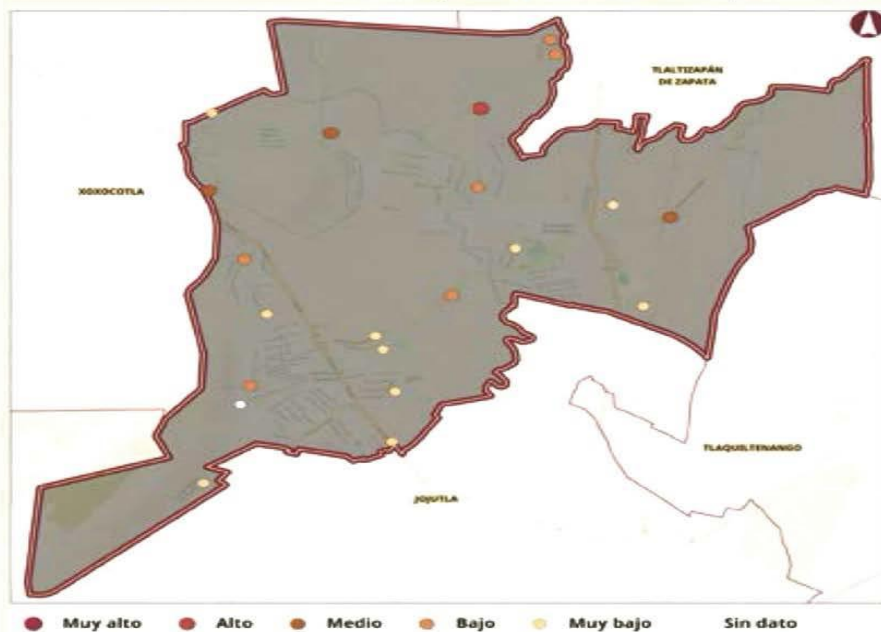 TLALTIZAPÁN
DE ZAPATA
XOXOCOTLA
TLAQUILTENANGO
JOJUTLA
Muy alto Alto Medio Bajo Muy bajo Sin dato